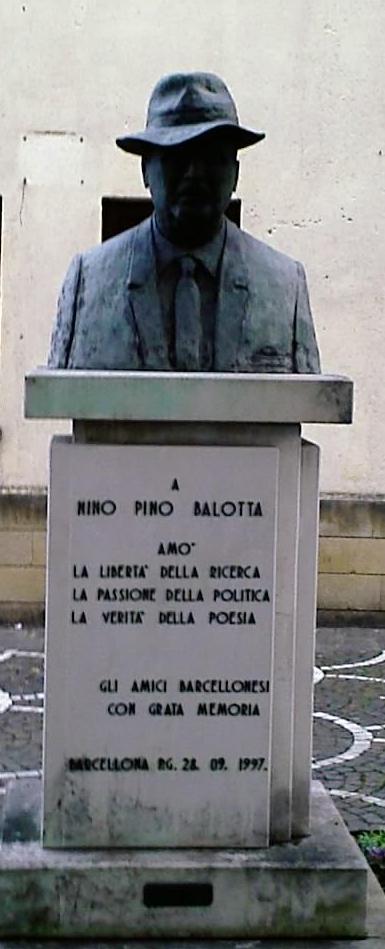 A
NINO PINO BALOTTA
AMO'
LA LIBERTA' DELLA RICERCA
LA PASSIONE DELLA POLITICA
LA VERITA' DELLA POESIA
GLI AMICI BARCELLONESI
CON GRATA MEMORIA
BARCELLONA P.G. 28. 09. 1997.